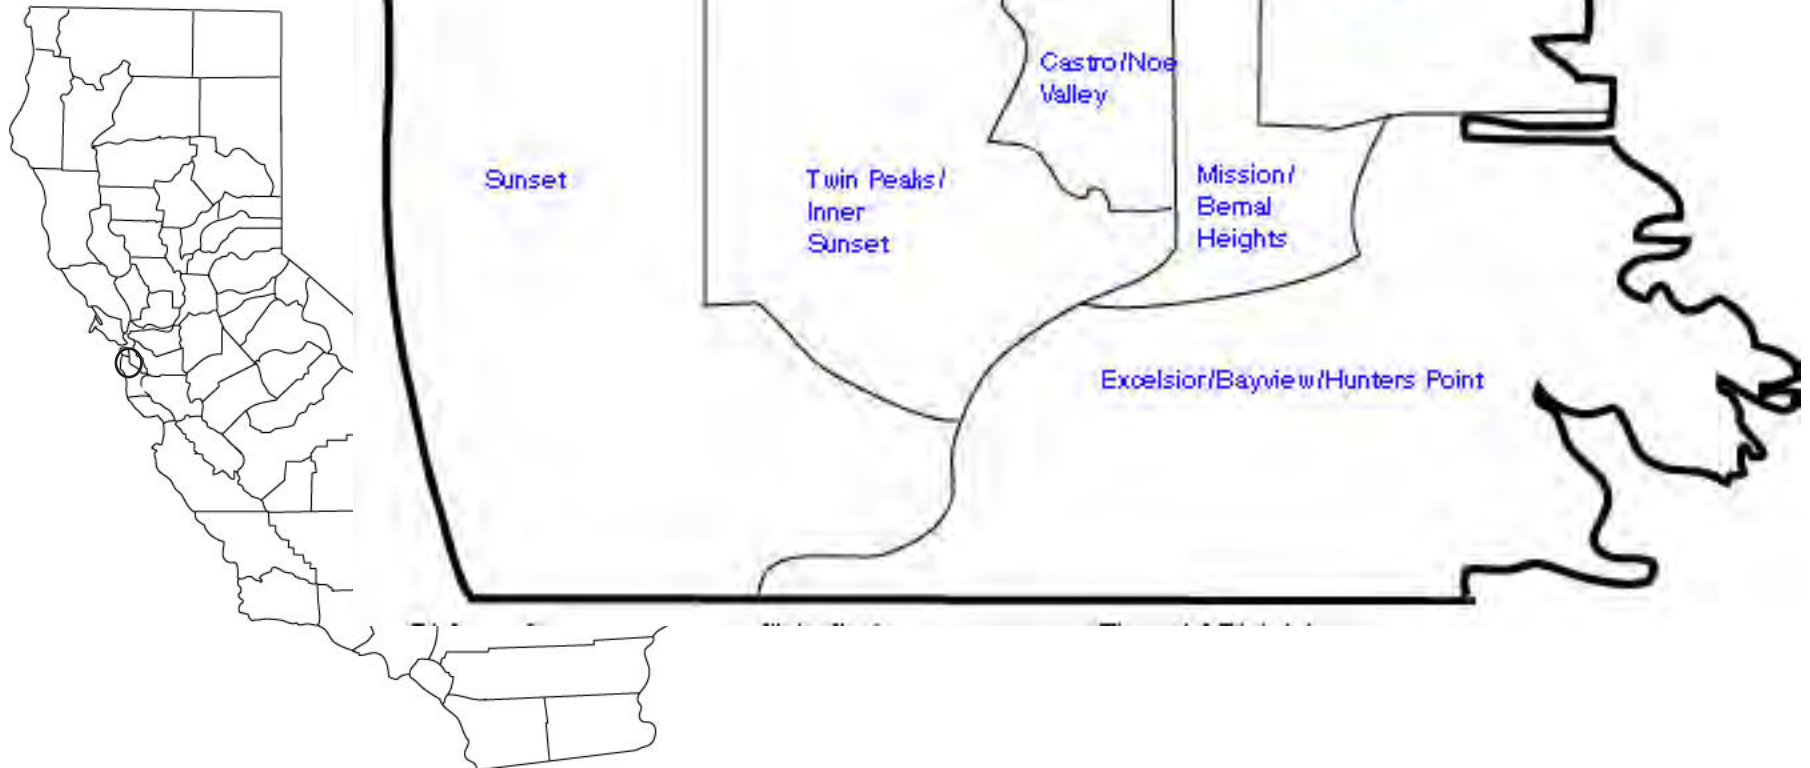 Castro/Noe
Valley
Sunset
Twin Peaks/
Inner
Sunset
Mission/
Bernal
Heights
Excelsior/Bayview/Hunters Point